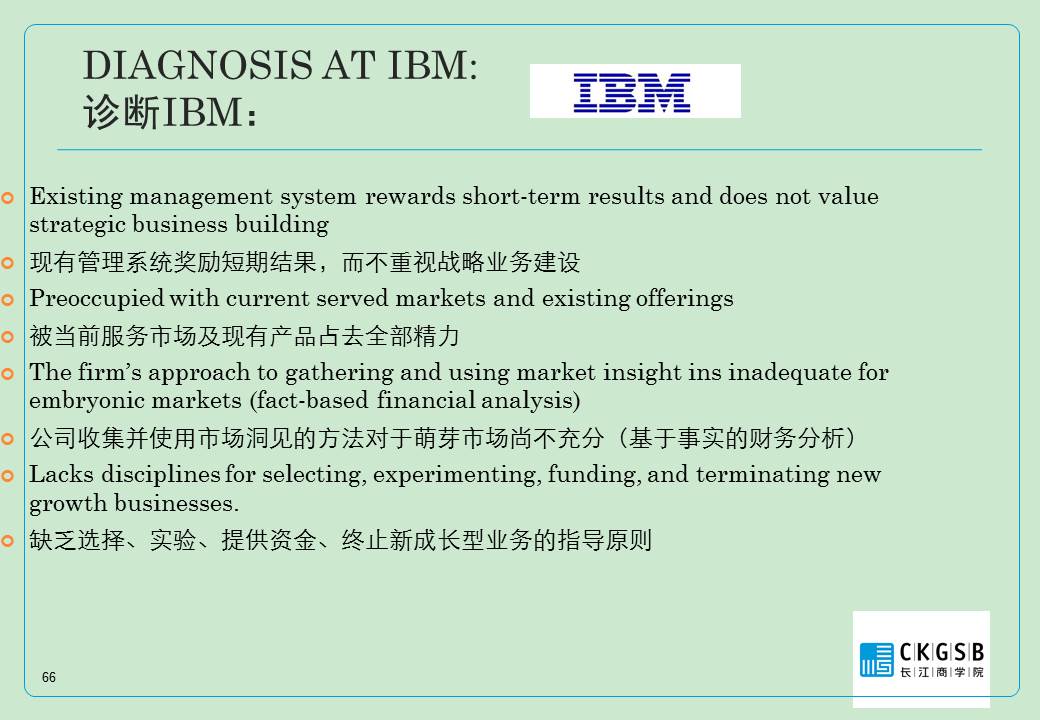 DIAGNOSIS AT IBM:
诊断IBM：
IBM
Existing management system rewards short-term results and does not value
strategic business building
现有管理系统奖励短期结果，而不重视战略业务建设
Preoccupied with current served markets and existing offerings
被当前服务市场及现有产品占去全部精力
The firm’s approach to gathering and using market insight ins inadequate for
embryonic markets (fact-based financial analysis)
公司收集并使用市场洞见的方法对于萌芽市场尚不充分（基于事实的财务分析）
Lacks disciplines for selecting, experimenting, funding, and terminating new
growth businesses.
缺乏选择、实验、提供资金、终止新成长型业务的指导原则
66
CKGSB
长江商学院